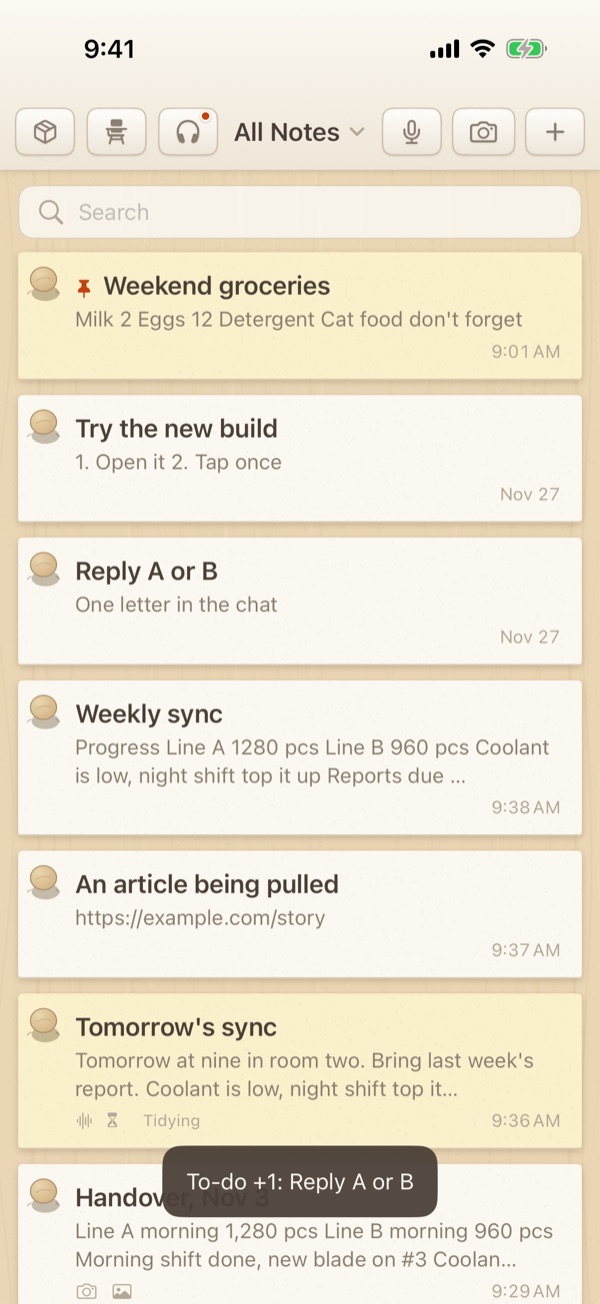 9:41
All Notes
Search
Weekend groceries
Milk 2 Eggs 12 Detergent Cat food don't forget
9:01 AM
Try the new build
1. Open it 2. Tap once
Nov 27
Reply A or B
One letter in the chat
Nov 27
Weekly sync
Progress Line A 1280 pcs Line B 960 pcs Coolant
is low, night shift top it up Reports due ...
9:38 AM
An article being pulled
https://example.com/story
9:37 AM
Tomorrow's sync
Tomorrow at nine in room two. Bring last week's
report. Coolant is low, night shift top it...
Tidying
9:36 AM
To-do +1: Reply A or B
Handover, Nov 3
Line A morning 1,280 pcs Line B morning 960 pcs
Morning shift done, new blade on #3 Coolan...
9:29 AM